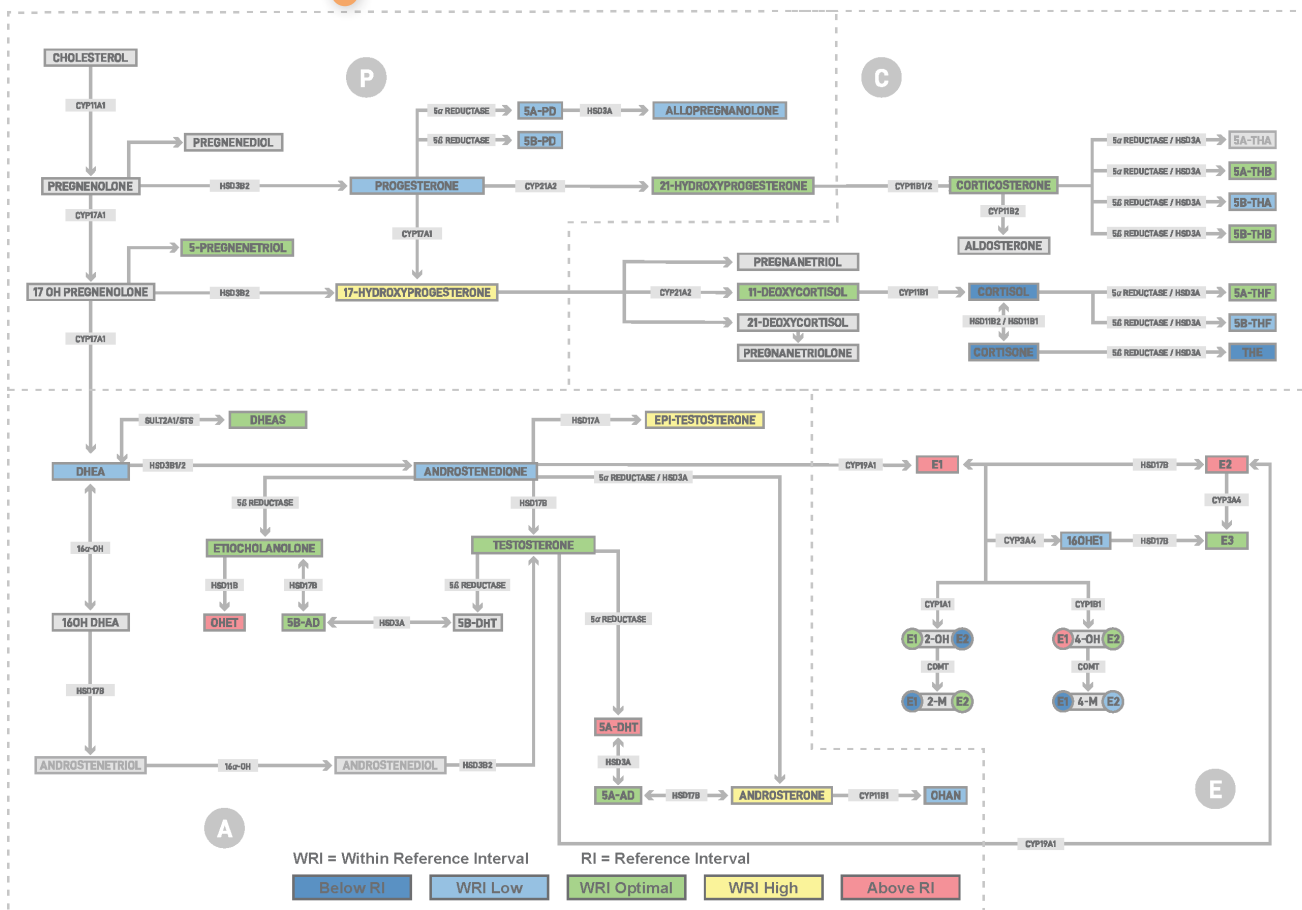 CHOLESTEROL
P
C
CYP11A1
5α REDUCTASE
5A-PD
HSD3A
ALLOPREGNANOLONE
PREGNENEDIOL
5ß REDUCTASE
5B-PD
5α REDUCTASE / HSD3A
5A-THA
5α REDUCTASE / HSD3A
5A-THB
PREGNENOLONE
HSD3B2
PROGESTERONE
CYP21A2
21-HYDROXYPROGESTERONE
CYP11B1/2
CORTICOSTERONE
5ß REDUCTASE / HSD3A
5B-THA
CYP17A1
CYP11B2
CYP17A1
5ß REDUCTASE / HSD3A
5B-THB
5-PREGNENETRIOL
ALDOSTERONE
PREGNANETRIOL
17 OH PREGNENOLONE
HSD3B2
17-HYDROXYPROGESTERONE
CYP21A2
11-DEOXYCORTISOL
CYP11B1
CORTISOL
5α REDUCTASE / HSD3A
5A-THF
21-DEOXYCORTISOL
HSD11B2 / HSD11B1
5ß REDUCTASE / HSD3A
5B-THF
CYP17A1
PREGNANETRIOLONE
CORTISONE
5ß REDUCTASE / HSD3A
THE
SULT2A1/STS
DHEAS
HSD17A
EPI-TESTOSTERONE
DHEA
HSD3B1/2
ANDROSTENEDIONE
CYP19A1
E1
HSD17B
E2
5α REDUCTASE / HSD3A
5ß REDUCTASE
HSD17B
CYP3A4
16α-OH
ETIOCHOLANOLONE
TESTOSTERONE
CYP3A4
16OHE1
HSD17B
E3
HSD11B
HSD17B
5ß REDUCTASE
CYP1A1
CYP1B1
16OH DHEA
OHET
5B-AD
HSD3A
5B-DHT
5α REDUCTASE
E1 2-OH E2
E1 4-OH E2
COMT
COMT
HSD17B
E1 2-M E2
E1 4-M E2
5A-DHT
ANDROSTENETRIOL
16α-OH
ANDROSTENEDIOL
HSD3B2
HSD3A
5A-AD
HSD17B
ANDROSTERONE
CYP11B1
OHAN
E
A
CYP19A1
WRI = Within Reference Interval
RI = Reference Interval
Below RI
WRI Low
WRI Optimal
WRI High
Above RI